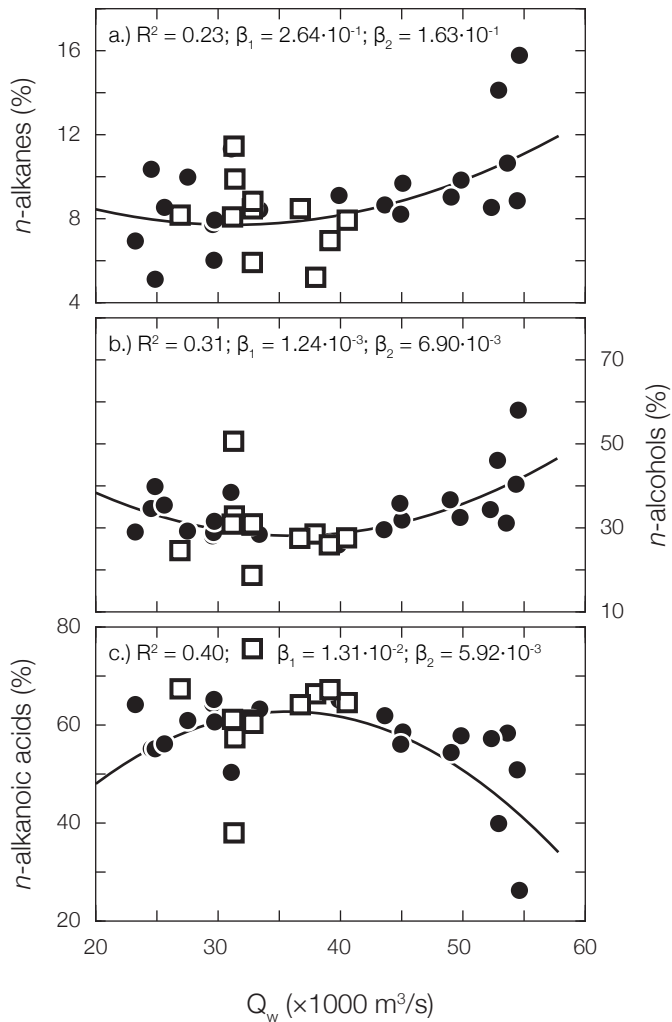 16
12
8
4
n-alkanes (%)
a.) R² = 0.23; β₁ = 2.64·10⁻¹; β₂ = 1.63·10⁻¹
b.) R² = 0.31; β₁ = 1.24·10⁻³; β₂ = 6.90·10⁻³
70
50
30
10
n-alcohols (%)
80
60
40
20
n-alkanoic acids (%)
c.) R² = 0.40; β₁ = 1.31·10⁻²; β₂ = 5.92·10⁻³
20 30 40 50 60
Q_w (×1000 m³/s)